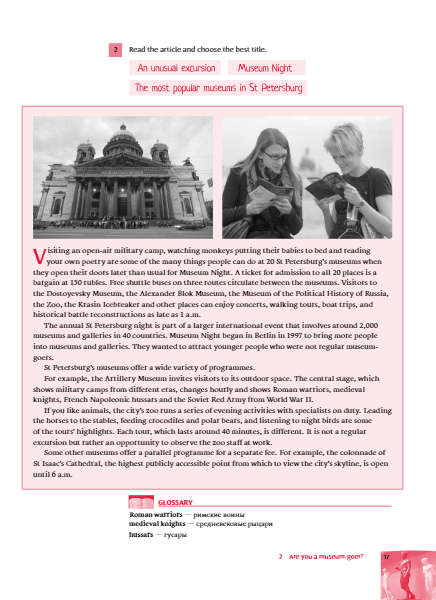 2 Read the article and choose the best title.
An unusual excursion Museum Night
The most popular museums in St Petersburg
Visiting an open-air military camp, watching monkeys putting their babies to bed and reading
your own poetry are some of the many things people can do at 20 St Petersburg's museums when
they open their doors later than usual for Museum Night. A ticket for admission to all 20 places is a
bargain at 150 rubles. Free shuttle buses on three routes circulate between the museums. Visitors to
the Dostoyevsky Museum, the Alexander Blok Museum, the Museum of the Political History of Russia,
the Zoo, the Krasin Icebreaker and other places can enjoy concerts, walking tours, boat trips, and
historical battle reconstructions as late as 1 a.m.
The annual St Petersburg night is part of a larger international event that involves around 2,000
museums and galleries in 40 countries. Museum Night began in Berlin in 1997 to bring more people
into museums and galleries. They wanted to attract younger people who were not regular museum-
goers.
St Petersburg's museums offer a wide variety of programmes.
For example, the Artillery Museum invites visitors to its outdoor space. The central stage, which
shows military camps from different eras, changes hourly and shows Roman warriors, medieval
knights, French Napoleonic hussars and the Soviet Red Army from World War II.
If you like animals, the city's zoo runs a series of evening activities with specialists on duty. Leading
the horses to the stables, feeding crocodiles and polar beats, and listening to night birds are some
of the tours' highlights. Each tour, which lasts around 40 minutes, is different. It is not a regular
excursion but rather an opportunity to observe the zoo staff at work.
Some other museums offer a parallel programme for a separate fee. For example, the colonnade of
St Isaac's Cathedral, the highest publicly accessible point from which to view the city's skyline, is open
until 6 a.m.
GLOSSARY
Roman warriors — римские воины
medieval knights — средневековые рыцари
hussars — гусары
2 Are you a museum-goer? 17